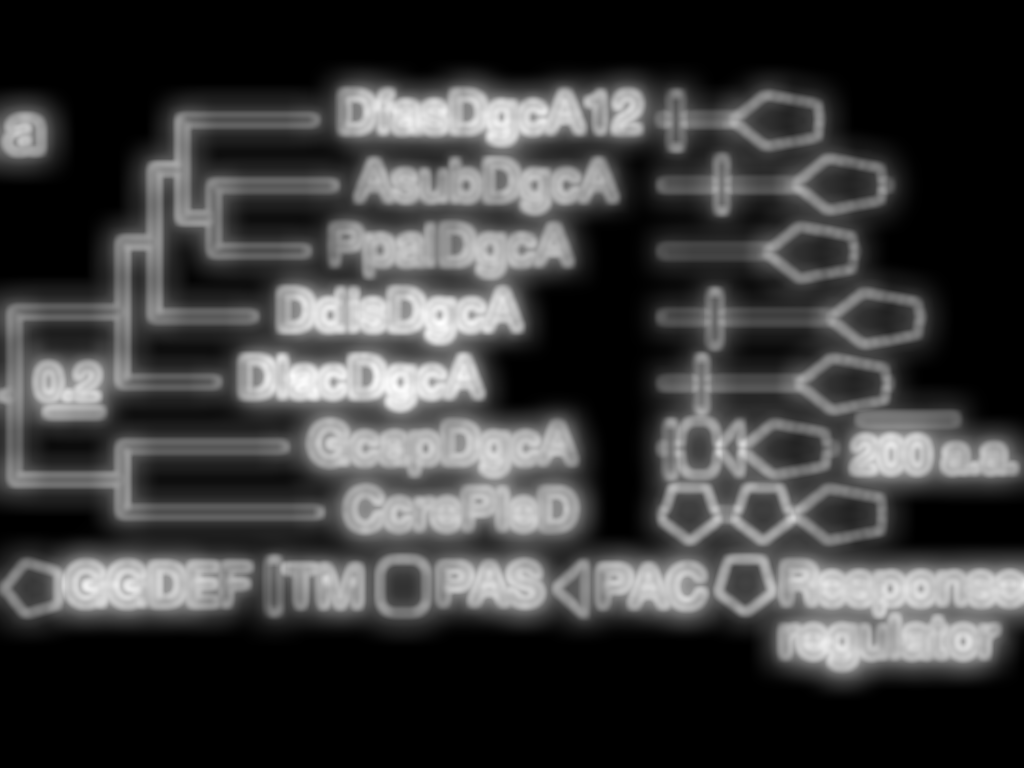 a
DfasDgcA12
AsubDgcA
PpalDgcA
DdisDgcA
0.2
DlacDgcA
GcapDgcA
200 a.a.
CcrePleD
GGDEF TM PAS PAC Response
regulator